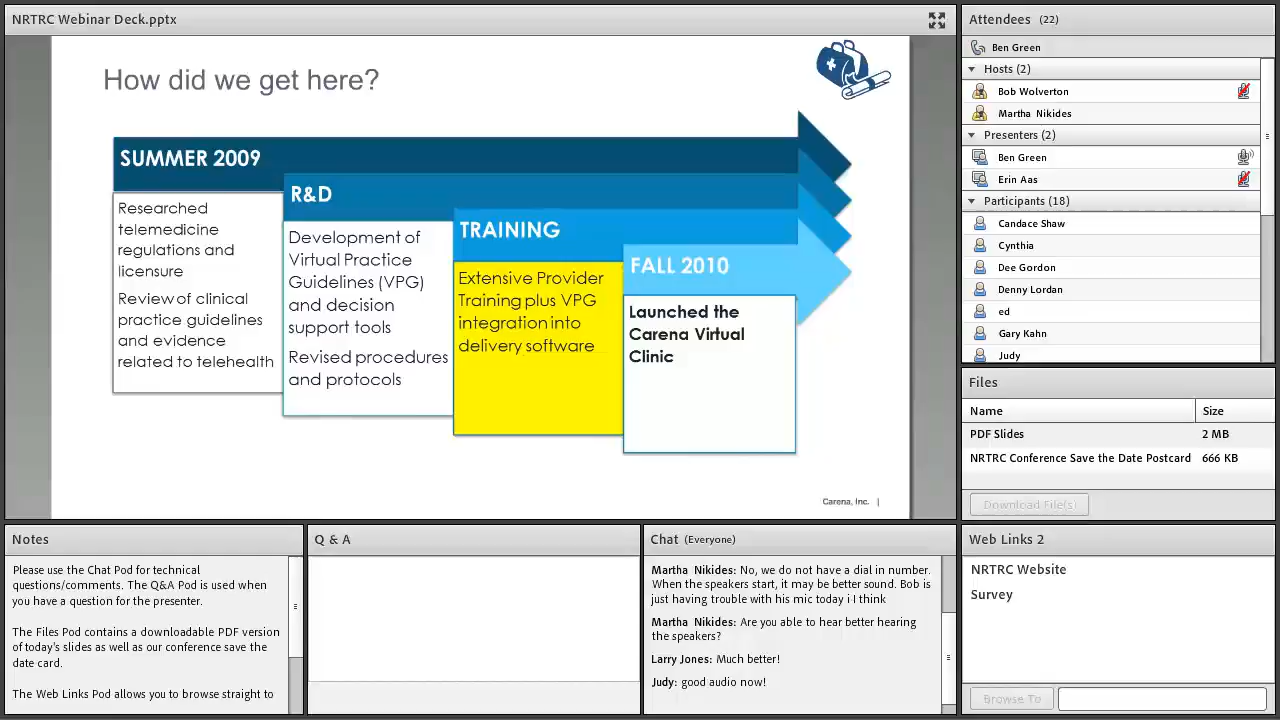 NRTRC Webinar Deck.pptx
How did we get here?
SUMMER 2009
Researched
telemedicine
regulations and
licensure
Review of clinical
practice guidelines
and evidence
related to telehealth
R&D
Development of
Virtual Practice
Guidelines (VPG)
and decision
support tools
Revised procedures
and protocols
TRAINING
Extensive Provider
Training plus VPG
integration into
delivery software
FALL 2010
Launched the
Carena Virtual
Clinic
Carena, Inc. |
Attendees (22)
Ben Green
Hosts (2)
Bob Wolverton
Martha Nikides
Presenters (2)
Ben Green
Erin Aas
Participants (18)
Candace Shaw
Cynthia
Dee Gordon
Denny Lordan
ed
Gary Kahn
Judy
Files
Name Size
PDF Slides 2 MB
NRTRC Conference Save the Date Postcard 666 KB
Download File(s)
Notes
Please use the Chat Pod for technical
questions/comments. The Q&A Pod is used when
you have a question for the presenter.
The Files Pod contains a downloadable PDF version
of today's slides as well as our conference save the
date card.
The Web Links Pod allows you to browse straight to
Q & A
Chat (Everyone)
Martha Nikides: No, we do not have a dial in number.
When the speakers start, it may be better sound. Bob is
just having trouble with his mic today i I think
Martha Nikides: Are you able to hear better hearing
the speakers?
Larry Jones: Much better!
Judy: good audio now!
Web Links 2
NRTRC Website
Survey
Browse To